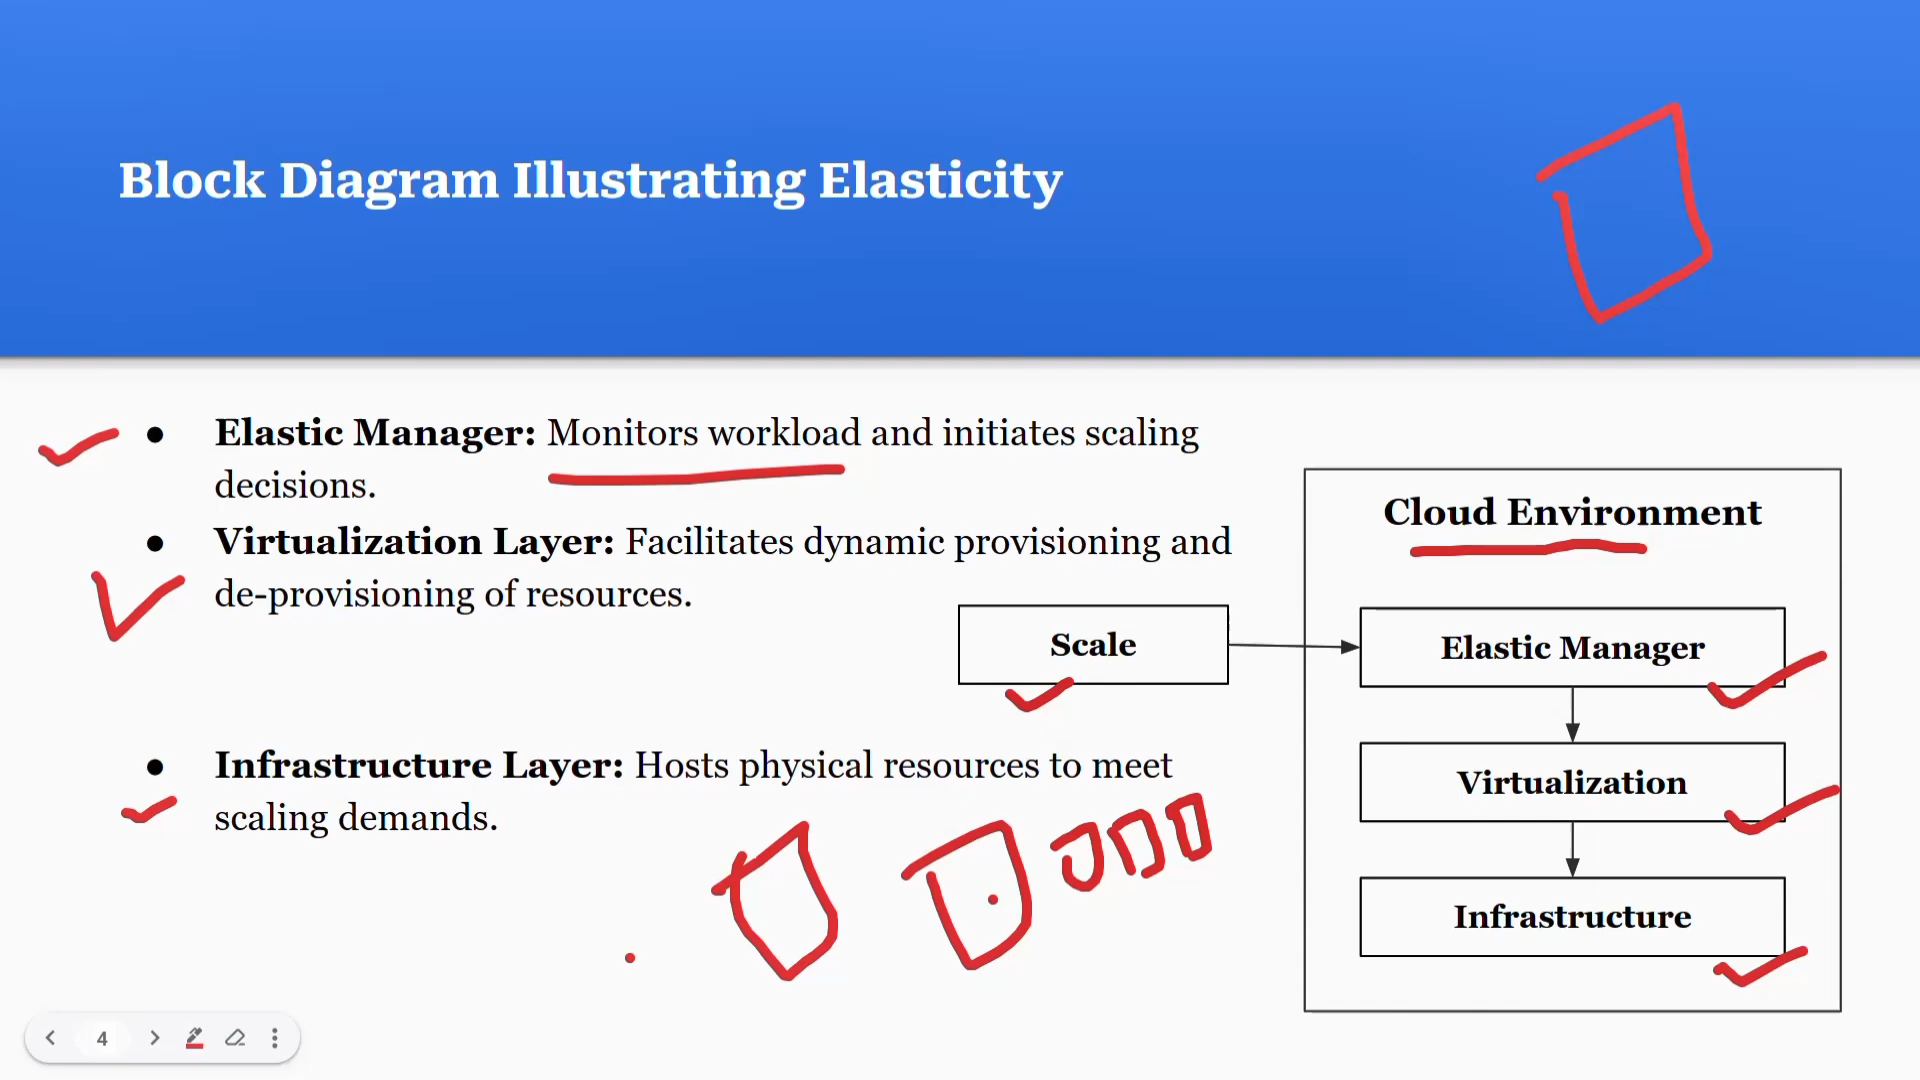 Block Diagram Illustrating Elasticity
● Elastic Manager: Monitors workload and initiates scaling
decisions.
● Virtualization Layer: Facilitates dynamic provisioning and
de-provisioning of resources.
● Infrastructure Layer: Hosts physical resources to meet
scaling demands.
Scale
Cloud Environment
Elastic Manager
Virtualization
Infrastructure
4